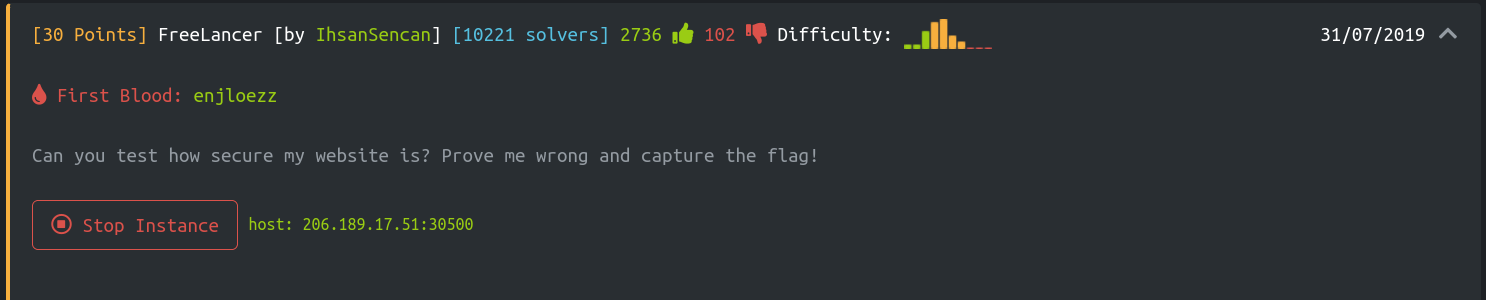 [30 Points] FreeLancer [by IhsanSencan] [10221 solvers] 2736 102 Difficulty: 31/07/2019
First Blood: enjloezz
Can you test how secure my website is? Prove me wrong and capture the flag!
Stop Instance host: 206.189.17.51:30500